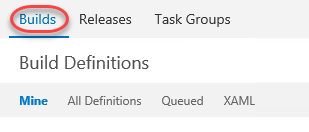 Builds Releases Task Groups
Build Definitions
Mine All Definitions Queued XAML